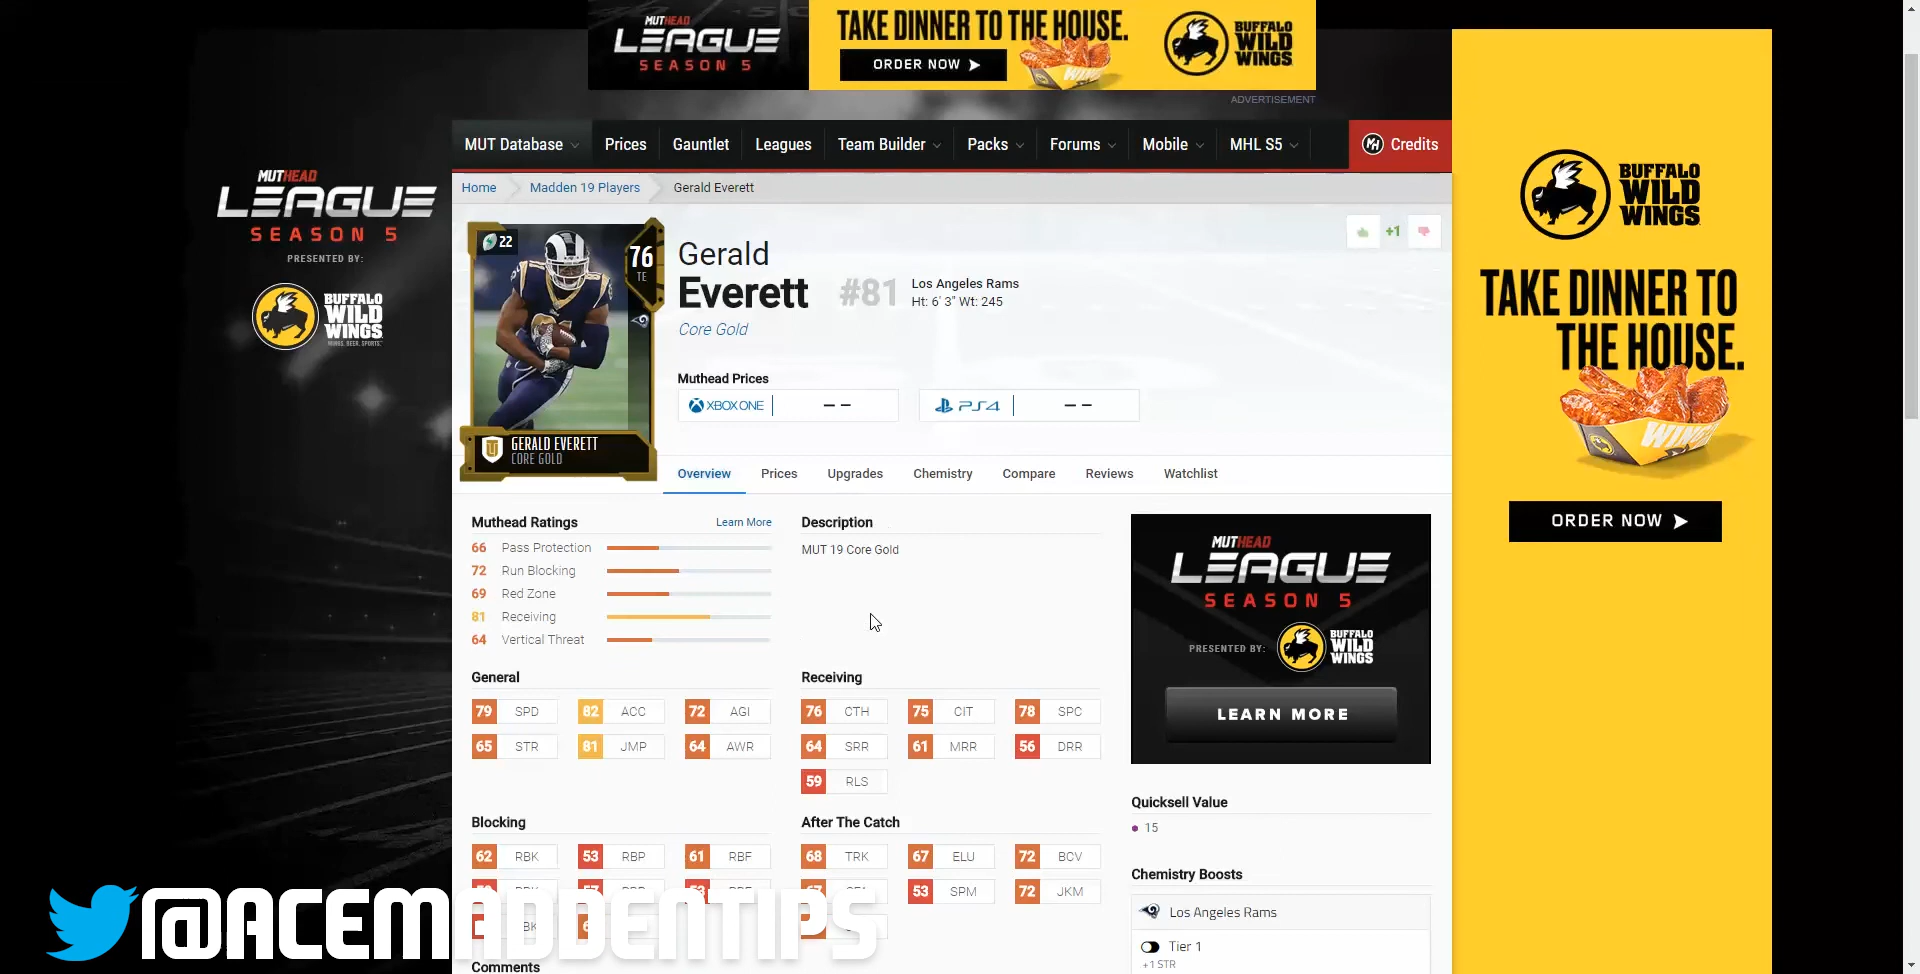 MUTHEAD
LEAGUE
SEASON 5
TAKE DINNER TO THE HOUSE.
ORDER NOW
BUFFALO
WILD
WINGS
ADVERTISEMENT
MUT Database
Prices
Gauntlet
Leagues
Team Builder
Packs
Forums
Mobile
MHL S5
Credits
Home
Madden 19 Players
Gerald Everett
MUTHEAD
LEAGUE
SEASON 5
PRESENTED BY:
BUFFALO
WILD
WINGS
WINGS. BEER. SPORTS.
22
76
TE
GERALD EVERETT
CORE GOLD
Gerald
Everett
#81
Los Angeles Rams
Ht: 6' 3" Wt: 245
Core Gold
+1
Muthead Prices
XBOX ONE
– –
PS4
– –
Overview
Prices
Upgrades
Chemistry
Compare
Reviews
Watchlist
Muthead Ratings
Learn More
66 Pass Protection
72 Run Blocking
69 Red Zone
81 Receiving
64 Vertical Threat
Description
MUT 19 Core Gold
General
79 SPD 82 ACC 72 AGI
65 STR 81 JMP 64 AWR
Receiving
76 CTH 75 CIT 78 SPC
64 SRR 61 MRR 56 DRR
59 RLS
Blocking
62 RBK 53 RBP 61 RBF
After The Catch
68 TRK 67 ELU 72 BCV
53 SPM 72 JKM
Comments
@ACEMADDENTIPS
MUTHEAD
LEAGUE
SEASON 5
PRESENTED BY:
BUFFALO
WILD
WINGS
LEARN MORE
Quicksell Value
15
Chemistry Boosts
Los Angeles Rams
Tier 1
+1 STR
BUFFALO
WILD
WINGS
TAKE DINNER TO
THE HOUSE.
ORDER NOW